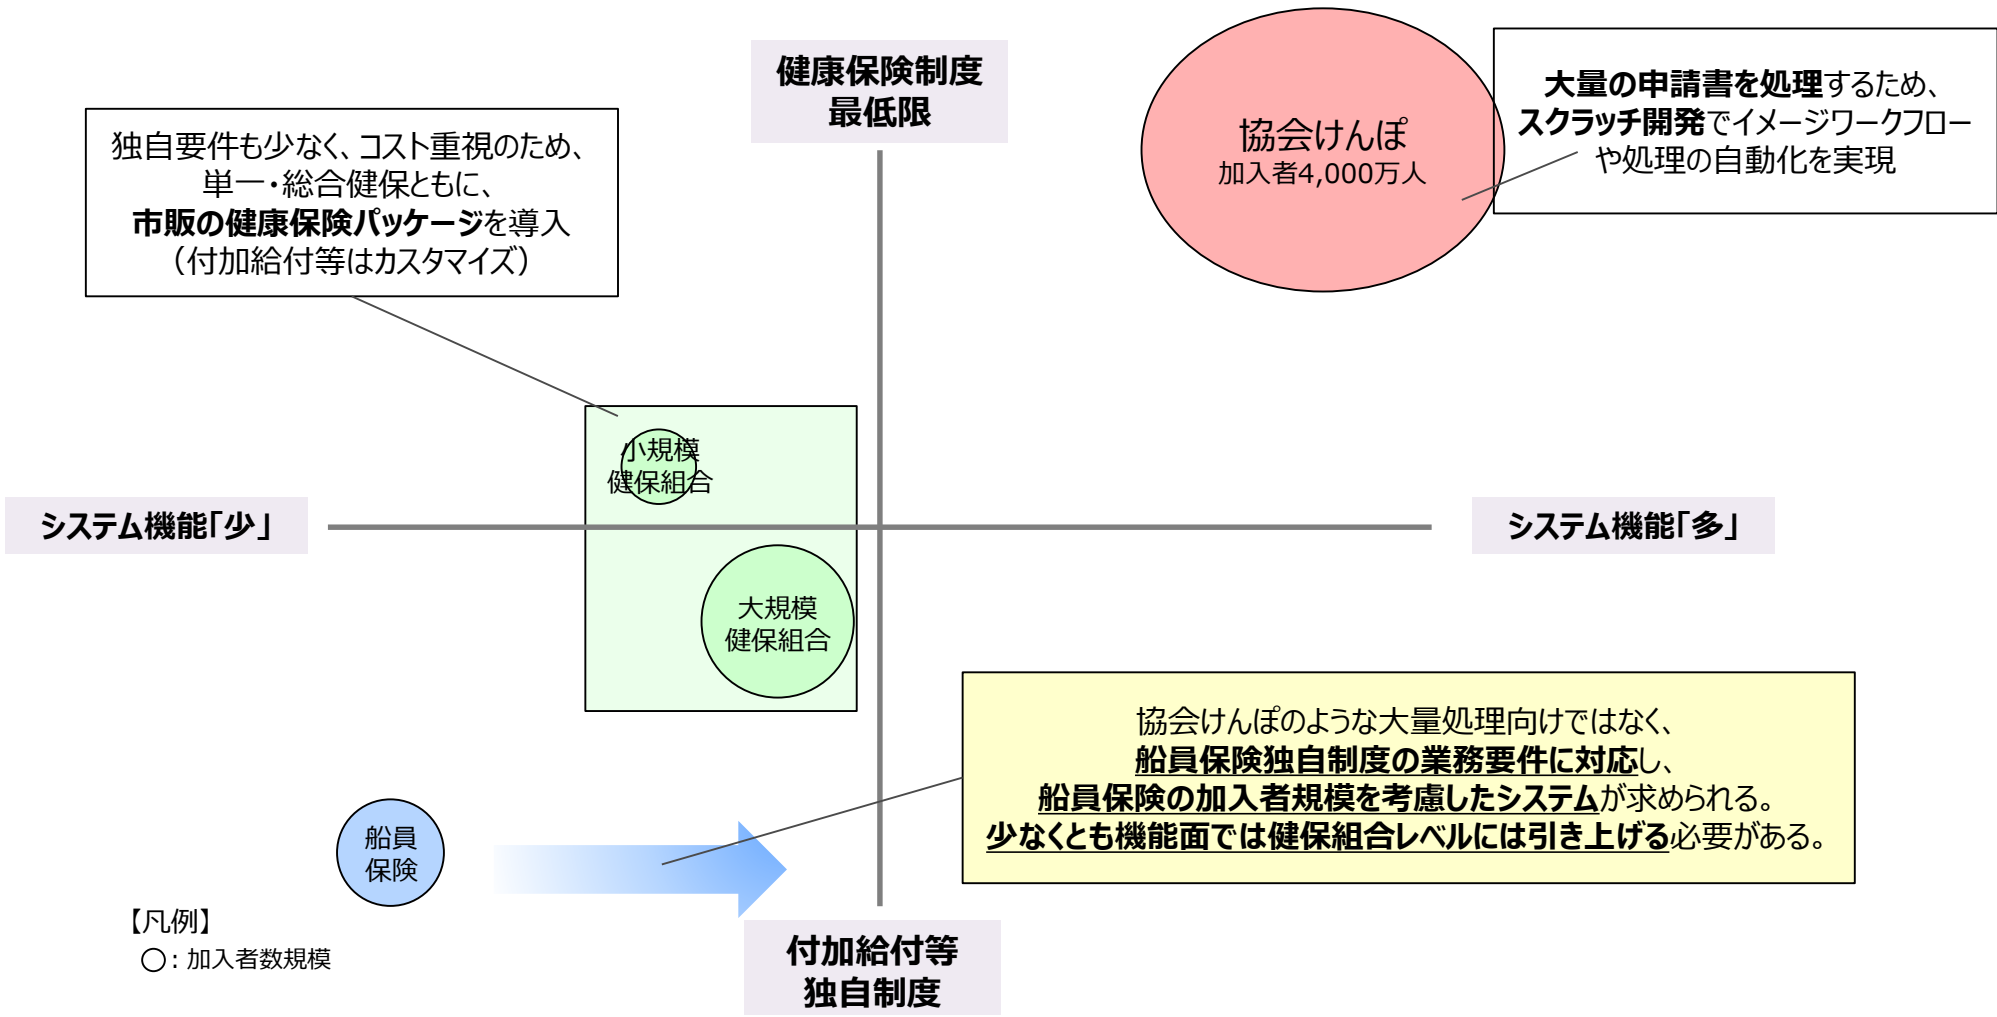 健康保険制度
最低限
協会けんぽ
加入者4,000万人
大量の申請書を処理するため、
スクラッチ開発でイメージワークフロー
や処理の自動化を実現
独自要件も少なく、コスト重視のため、
単一・総合健保ともに、
市販の健康保険パッケージを導入
（付加給付等はカスタマイズ）
小規模
健保組合
システム機能「少」
システム機能「多」
大規模
健保組合
協会けんぽのような大量処理向けではなく、
船員保険独自制度の業務要件に対応し、
船員保険の加入者規模を考慮したシステムが求められる。
少なくとも機能面では健保組合レベルには引き上げる必要がある。
船員
保険
【凡例】
○：加入者数規模
付加給付等
独自制度